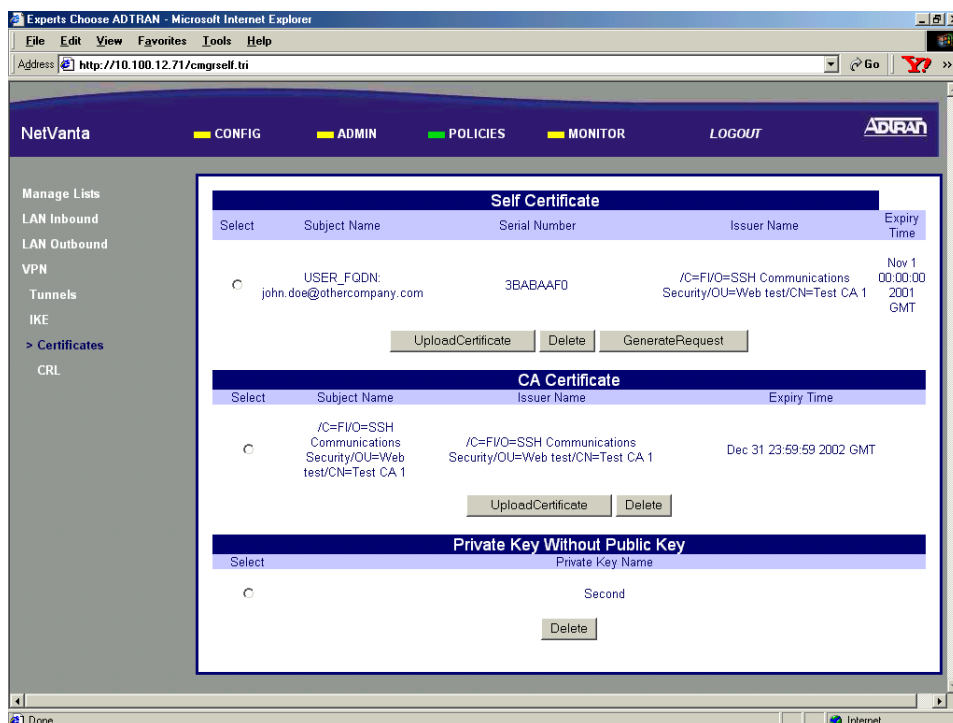 Experts Choose ADTRAN - Microsoft Internet Explorer
File Edit View Favorites Tools Help
Address http://10.100.12.71/cmgrself.tri Go Y! »
NetVanta CONFIG ADMIN POLICIES MONITOR LOGOUT ADTRAN
Manage Lists
LAN Inbound
LAN Outbound
VPN
Tunnels
IKE
> Certificates
CRL
Self Certificate
Select Subject Name Serial Number Issuer Name Expiry
Time
USER_FQDN:
john.doe@othercompany.com
3BABAAF0
/C=FI/O=SSH Communications
Security/OU=Web test/CN=Test CA 1
Nov 1
00:00:00
2001
GMT
UploadCertificate Delete GenerateRequest
CA Certificate
Select Subject Name Issuer Name Expiry Time
/C=FI/O=SSH
Communications
Security/OU=Web
test/CN=Test CA 1
/C=FI/O=SSH Communications
Security/OU=Web test/CN=Test CA 1
Dec 31 23:59:59 2002 GMT
UploadCertificate Delete
Private Key Without Public Key
Select Private Key Name
Second
Delete
Done Internet